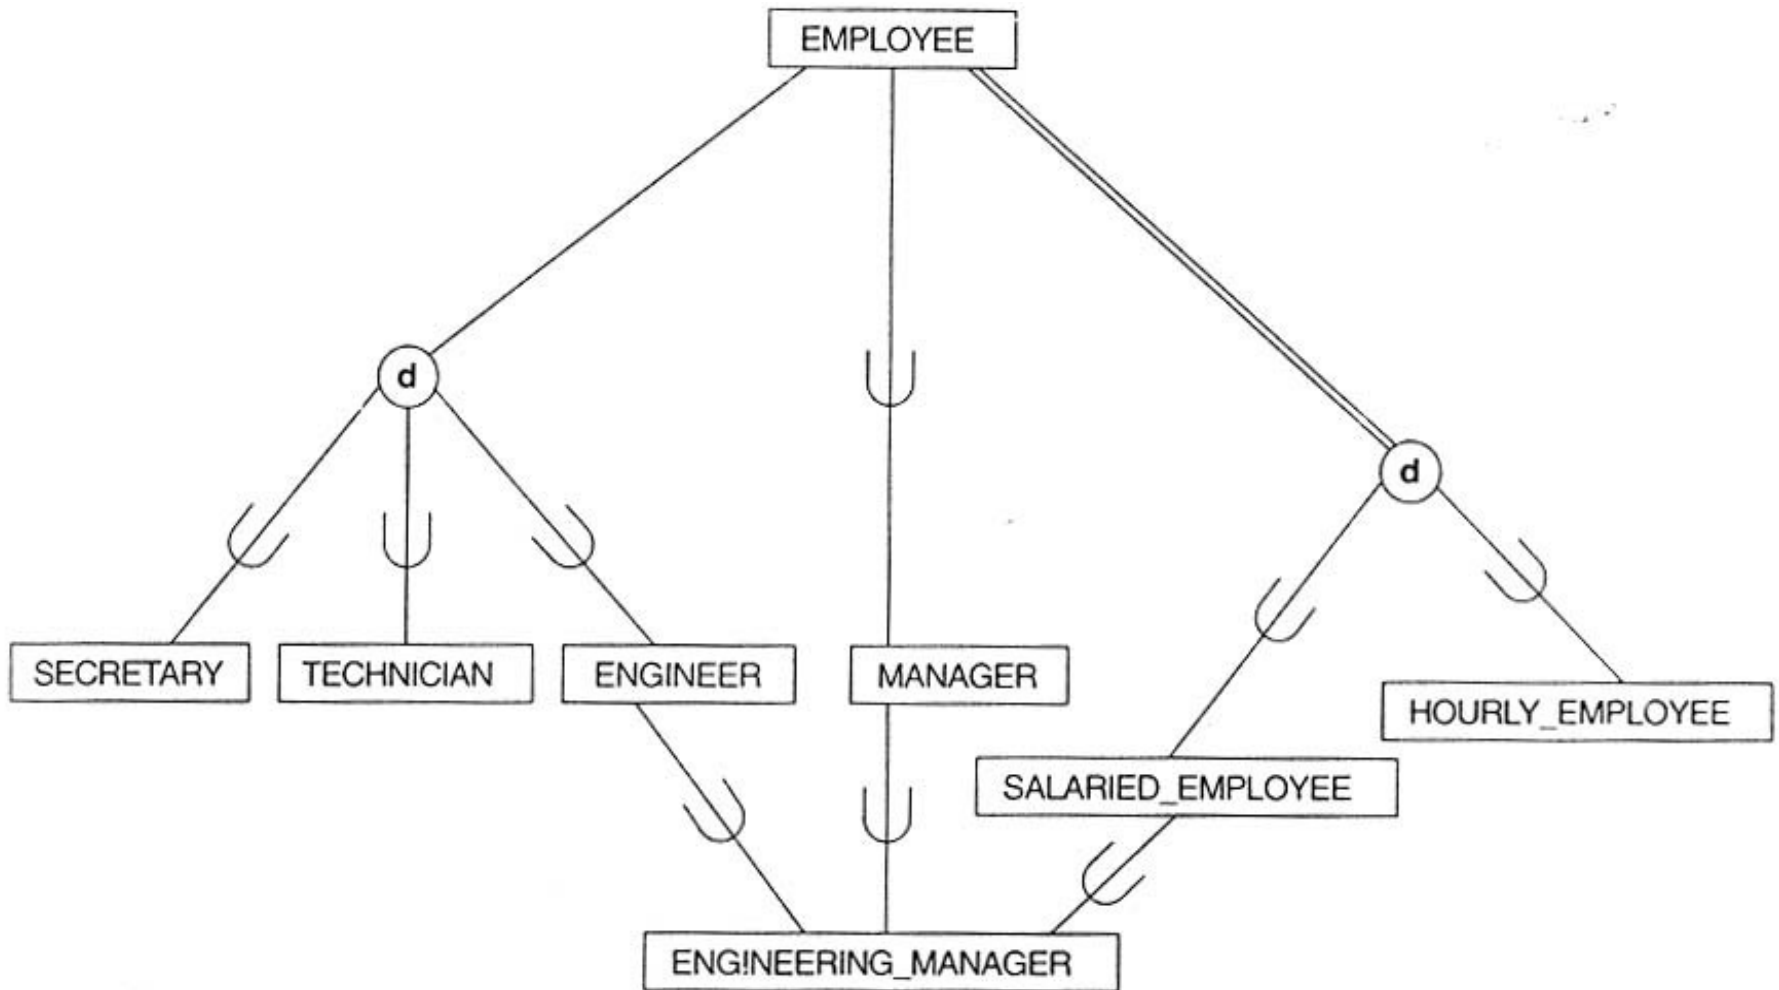 EMPLOYEE
d
d
SECRETARY
TECHNICIAN
ENGINEER
MANAGER
HOURLY_EMPLOYEE
SALARIED_EMPLOYEE
ENG!NEERING_MANAGER